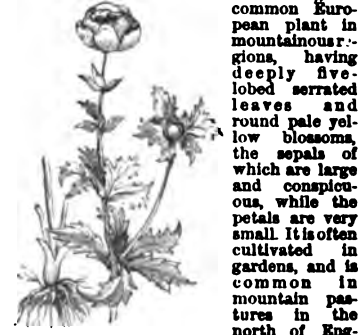 common Euro-
pean plant in
mountainous re-
gions, having
deeply five-
lobed serrated
leaves and
round pale yel-
low blossoms,
the sepals of
which are large
and conspicu-
ous, while the
petals are very
small. It is often
cultivated in
gardens, and is
common in
mountain pas-
tures in the
north of Eng-